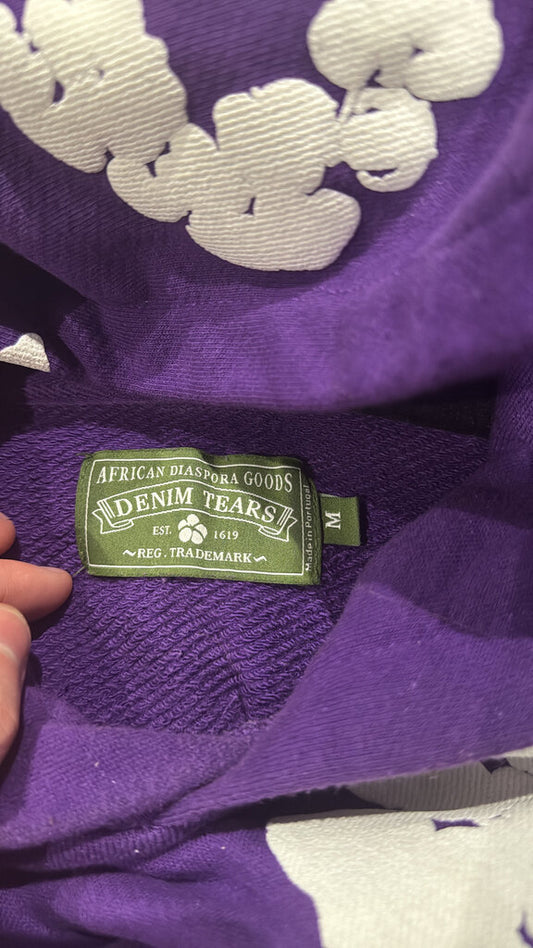 AFRICAN DIASPORA GOODS
DENIM TEARS
EST. 1619
~REG. TRADEMARK~
Made in Portugal
M